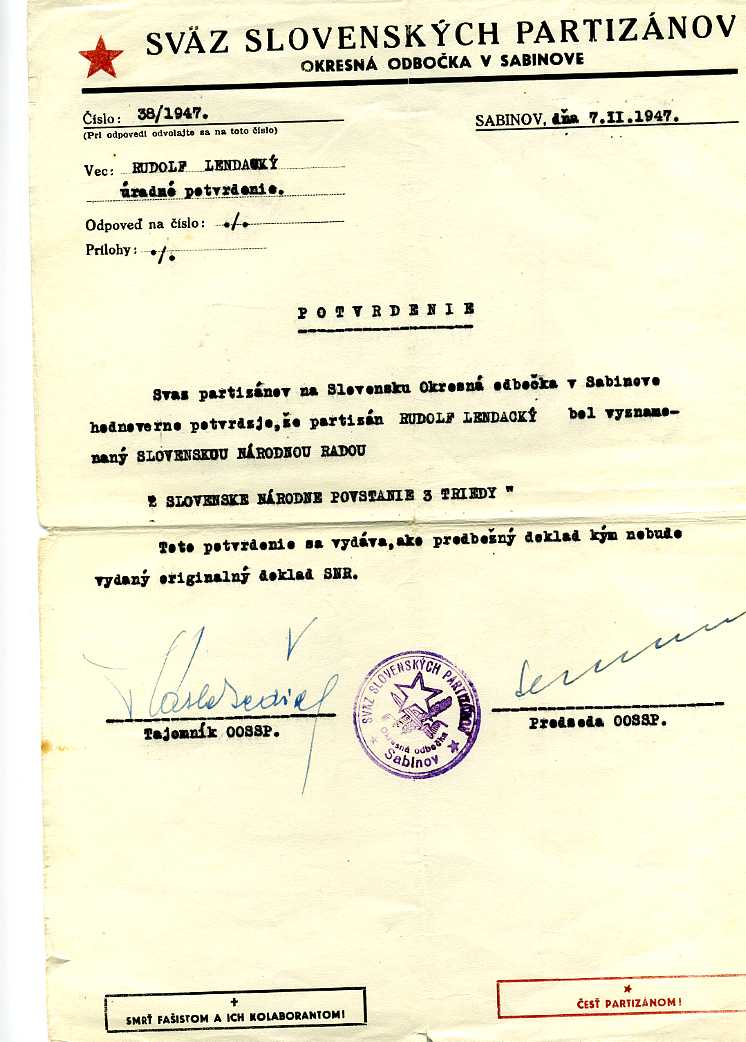 SVÄZ SLOVENSKÝCH PARTIZÁNOV
OKRESNÁ ODBOČKA V SABINOVE
Číslo: 38/1947.
(Pri odpovedi odvolajte sa na toto číslo)
SABINOV, dňa 7.II.1947.
Vec: RUDOLF LENDACKÝ
úradné potvrdenie.
Odpoveď na číslo: ./.
Prílohy: ./.
POTVRDENIE
Svaz partizánov na Slovensku Okresná odbočka v Sabinove
hodnoverne potvrdzje,že partizán RUDOLF LENDACKÝ bol vyzname-
naný SLOVENSKOU NÁRODNOU RADOU
" SLOVENSKE NÁRODNE POVSTANIE 3 TRIEDY "
Toto potvrdenie sa vydáva,ako predbežný doklad kým nebude
vydaný originalný doklad SNR.
SVÄZ SLOVENSKÝCH PARTIZÁNOV
Okresná odbočka
Sabinov
Tajomník OOSSP.
Predseda OOSSP.
SMRŤ FAŠISTOM A ICH KOLABORANTOM!
ČESŤ PARTIZÁNOM!